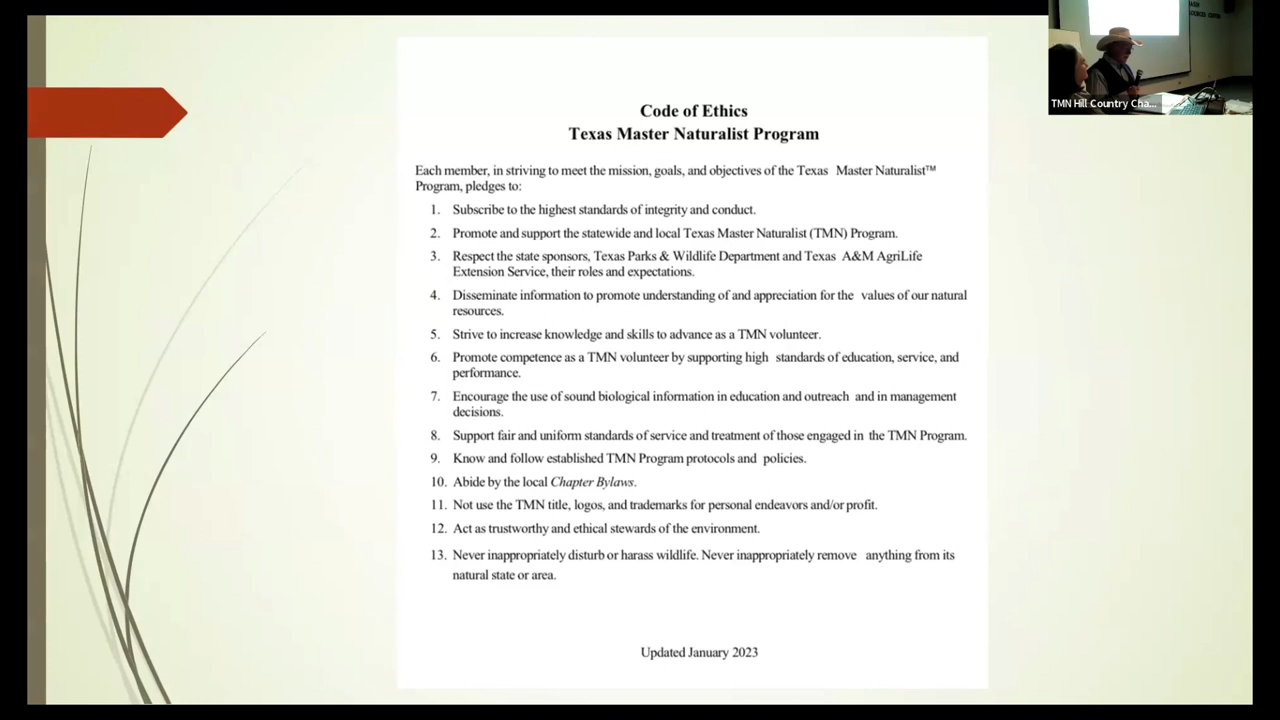 Code of Ethics
Texas Master Naturalist Program
Each member, in striving to meet the mission, goals, and objectives of the Texas Master Naturalist™
Program, pledges to:
1. Subscribe to the highest standards of integrity and conduct.
2. Promote and support the statewide and local Texas Master Naturalist (TMN) Program.
3. Respect the state sponsors, Texas Parks & Wildlife Department and Texas A&M AgriLife
Extension Service, their roles and expectations.
4. Disseminate information to promote understanding of and appreciation for the values of our natural
resources.
5. Strive to increase knowledge and skills to advance as a TMN volunteer.
6. Promote competence as a TMN volunteer by supporting high standards of education, service, and
performance.
7. Encourage the use of sound biological information in education and outreach and in management
decisions.
8. Support fair and uniform standards of service and treatment of those engaged in the TMN Program.
9. Know and follow established TMN Program protocols and policies.
10. Abide by the local Chapter Bylaws.
11. Not use the TMN title, logos, and trademarks for personal endeavors and/or profit.
12. Act as trustworthy and ethical stewards of the environment.
13. Never inappropriately disturb or harass wildlife. Never inappropriately remove anything from its
natural state or area.
Updated January 2023
TMN Hill Country Cha...